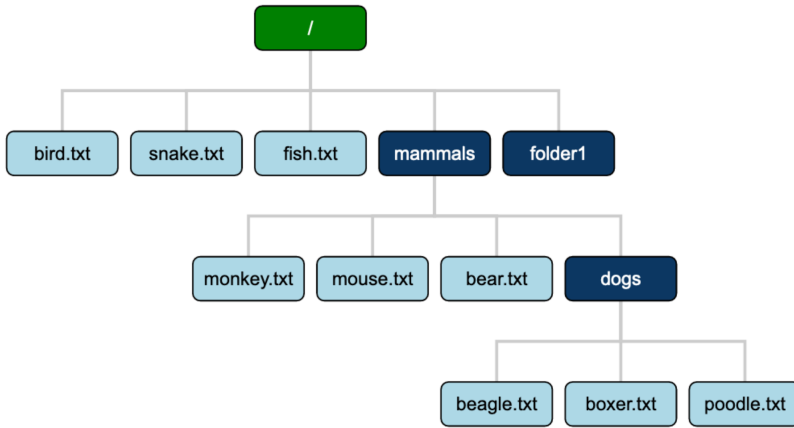 /
bird.txt
snake.txt
fish.txt
mammals
folder1
monkey.txt
mouse.txt
bear.txt
dogs
beagle.txt
boxer.txt
poodle.txt